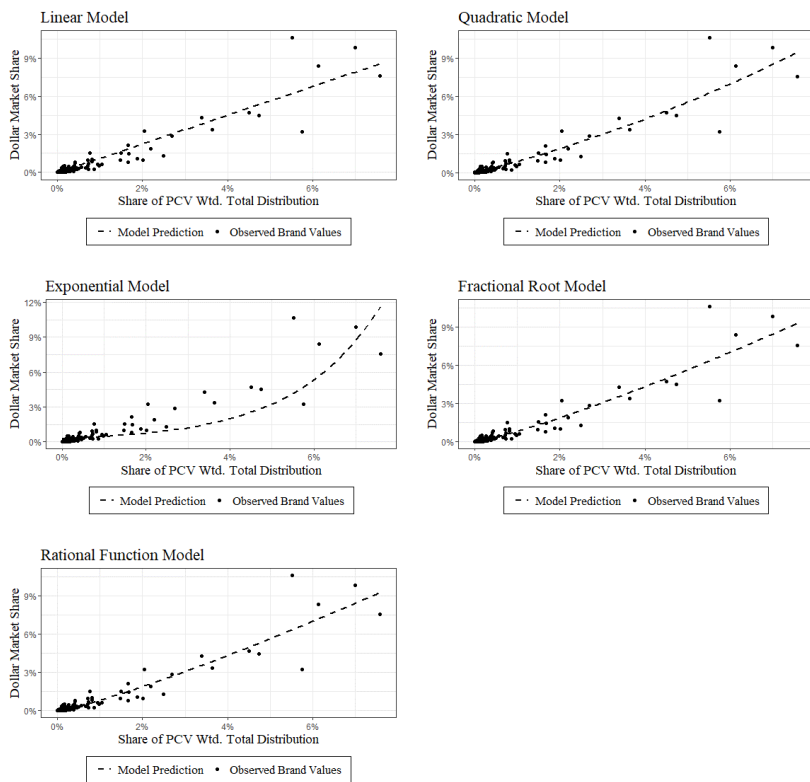 Linear Model
Dollar Market Share
9%
6%
3%
0%
0%
2%
4%
6%
Share of PCV Wtd. Total Distribution
Model Prediction
Observed Brand Values
Quadratic Model
Dollar Market Share
9%
6%
3%
0%
0%
2%
4%
6%
Share of PCV Wtd. Total Distribution
Model Prediction
Observed Brand Values
Exponential Model
Dollar Market Share
12%
9%
6%
3%
0%
0%
2%
4%
6%
Share of PCV Wtd. Total Distribution
Model Prediction
Observed Brand Values
Fractional Root Model
Dollar Market Share
9%
6%
3%
0%
0%
2%
4%
6%
Share of PCV Wtd. Total Distribution
Model Prediction
Observed Brand Values
Rational Function Model
Dollar Market Share
9%
6%
3%
0%
0%
2%
4%
6%
Share of PCV Wtd. Total Distribution
Model Prediction
Observed Brand Values